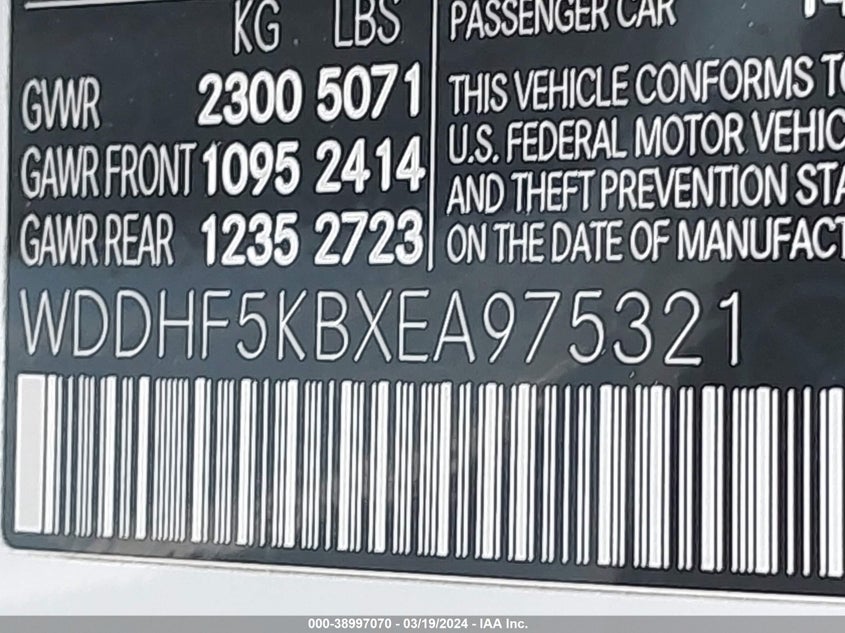 KG LBS
GVWR 2300 5071
GAWR FRONT 1095 2414
GAWR REAR 1235 2723
PASSENGER CAR
THIS VEHICLE CONFORMS TO
U.S. FEDERAL MOTOR VEHIC
AND THEFT PREVENTION STA
ON THE DATE OF MANUFACT
WDDHF5KBXEA975321
000-38997070 - 03/19/2024 - IAA Inc.